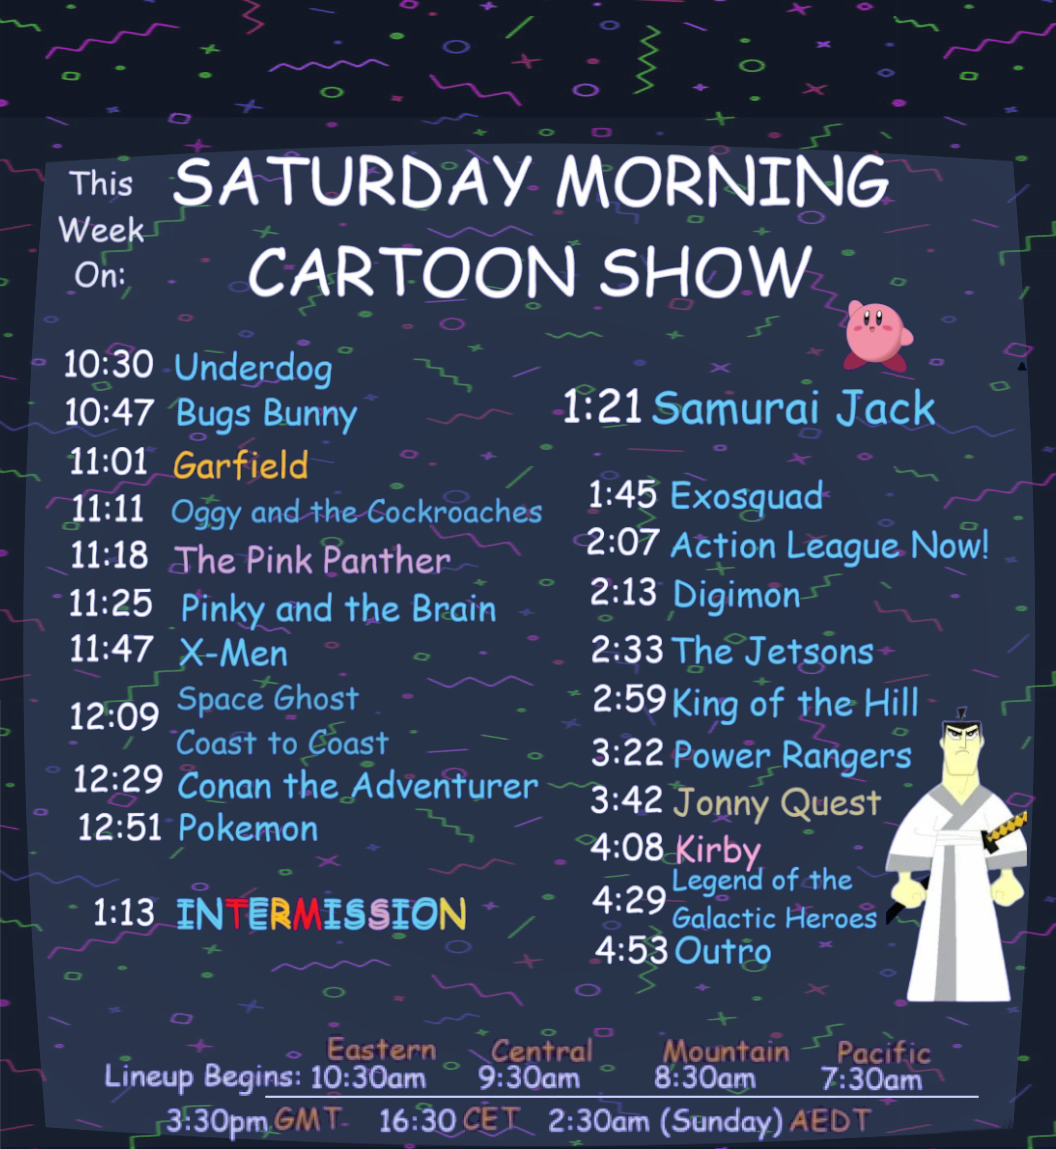 This
Week
On:
SATURDAY MORNING
CARTOON SHOW
10:30 Underdog
10:47 Bugs Bunny
11:01 Garfield
11:11 Oggy and the Cockroaches
11:18 The Pink Panther
11:25 Pinky and the Brain
11:47 X-Men
12:09 Space Ghost
Coast to Coast
12:29 Conan the Adventurer
12:51 Pokemon
1:13 INTERMISSION
1:21 Samurai Jack
1:45 Exosquad
2:07 Action League Now!
2:13 Digimon
2:33 The Jetsons
2:59 King of the Hill
3:22 Power Rangers
3:42 Jonny Quest
4:08 Kirby
4:29 Legend of the
Galactic Heroes
4:53 Outro
Eastern Central Mountain Pacific
Lineup Begins: 10:30am 9:30am 8:30am 7:30am
3:30pm GMT 16:30 CET 2:30am (Sunday) AEDT